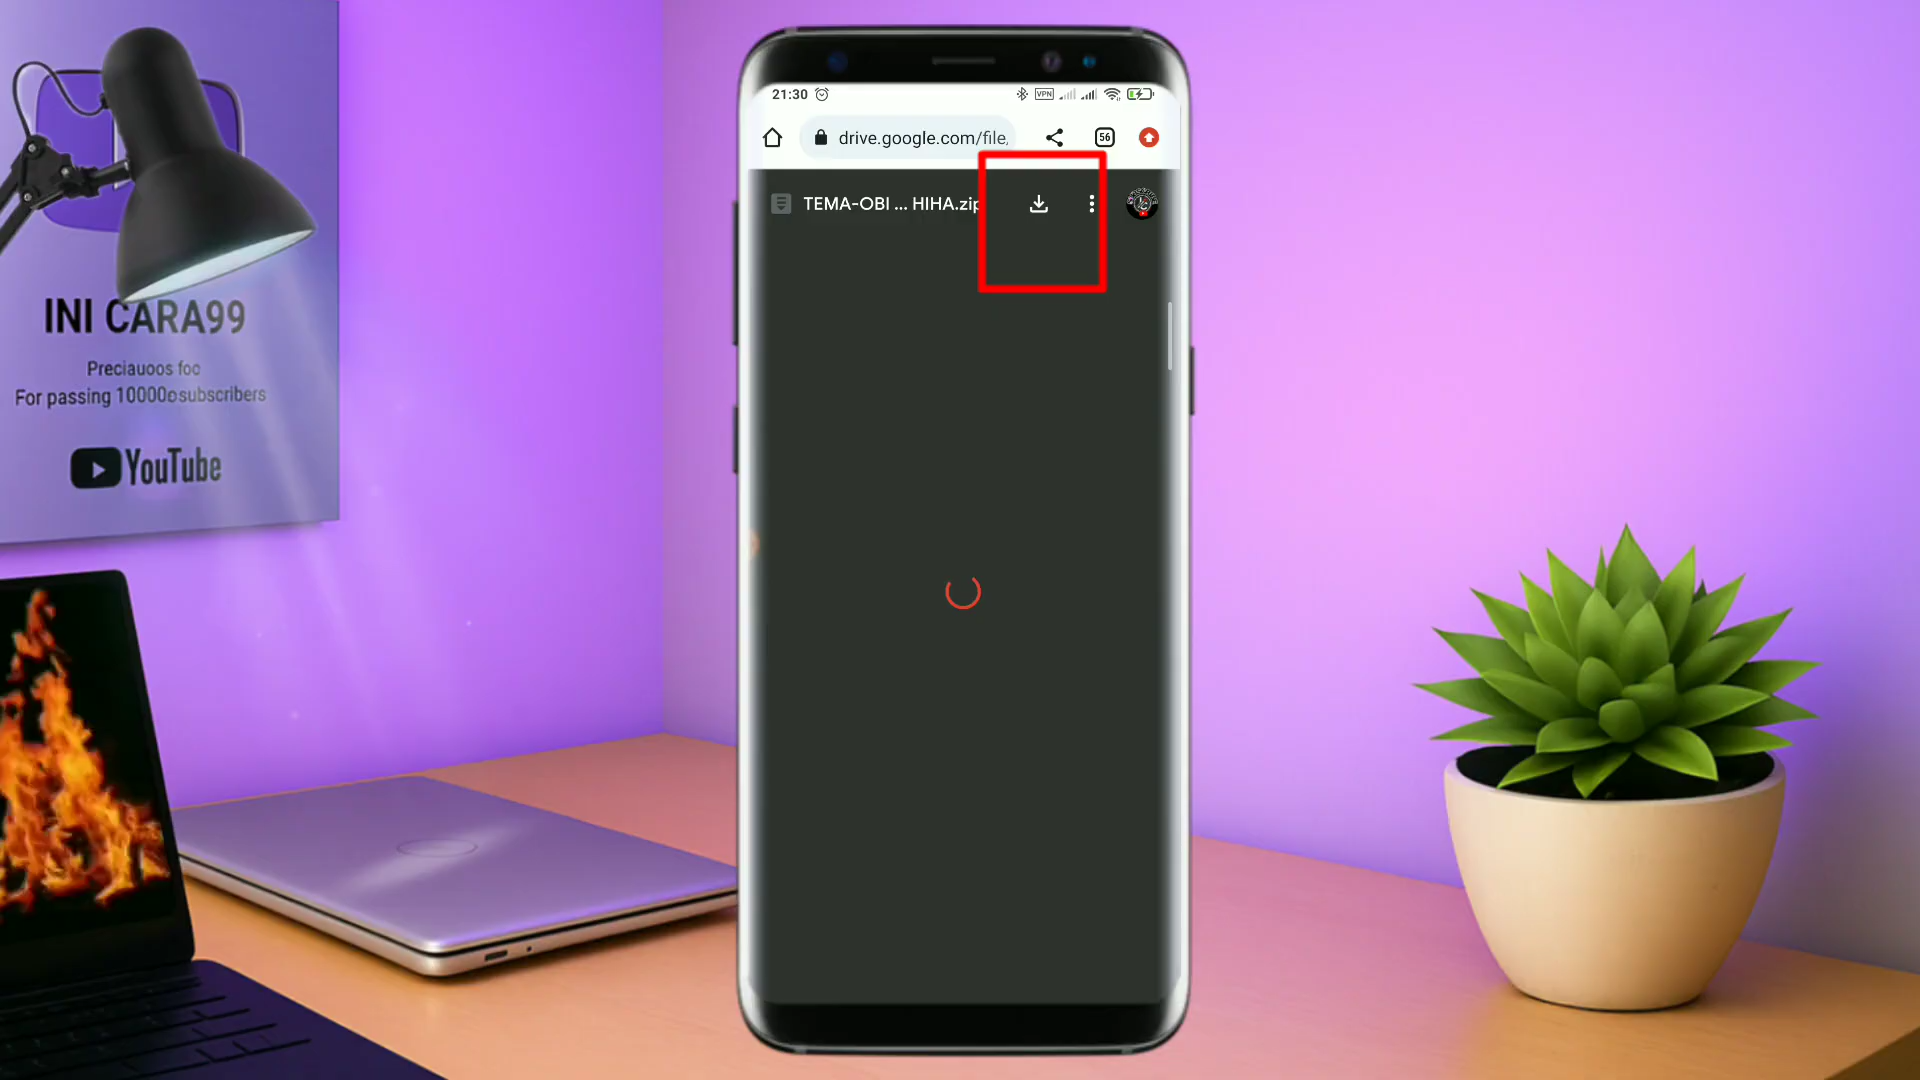 21:30
VPN
drive.google.com/file,
56
TEMA-OBI ... HIHA.zip
INI CARA99
Preciauoos foc
For passing 10000osubscribers
YouTube